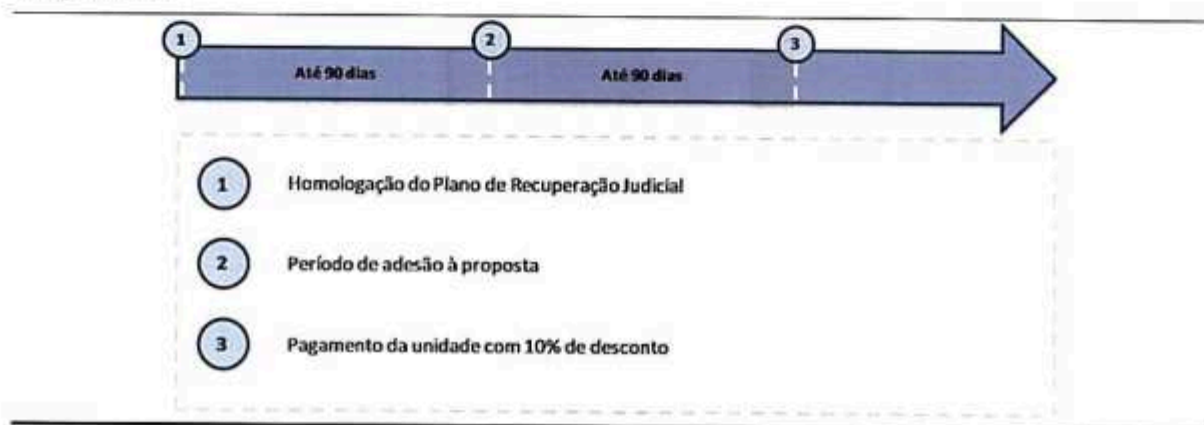 1 2 3
Até 90 dias Até 90 dias
1 Homologação do Plano de Recuperação Judicial
2 Período de adesão à proposta
3 Pagamento da unidade com 10% de desconto